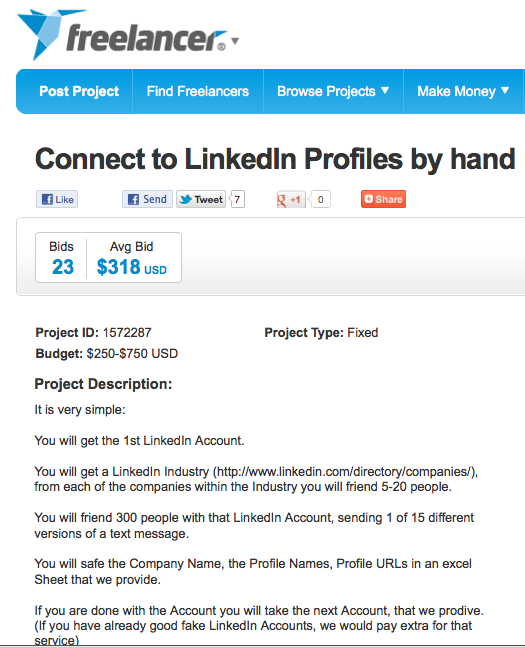 freelancer®
Post Project Find Freelancers Browse Projects Make Money
Connect to LinkedIn Profiles by hand
Like Send Tweet 7 +1 0 Share
Bids Avg Bid
23 $318 USD
Project ID: 1572287 Project Type: Fixed
Budget: $250-$750 USD
Project Description:
It is very simple:
You will get the 1st LinkedIn Account.
You will get a LinkedIn Industry (http://www.linkedin.com/directory/companies/),
from each of the companies within the Industry you will friend 5-20 people.
You will friend 300 people with that LinkedIn Account, sending 1 of 15 different
versions of a text message.
You will safe the Company Name, the Profile Names, Profile URLs in an excel
Sheet that we provide.
If you are done with the Account you will take the next Account, that we prodive.
(If you have already good fake LinkedIn Accounts, we would pay extra for that
service)